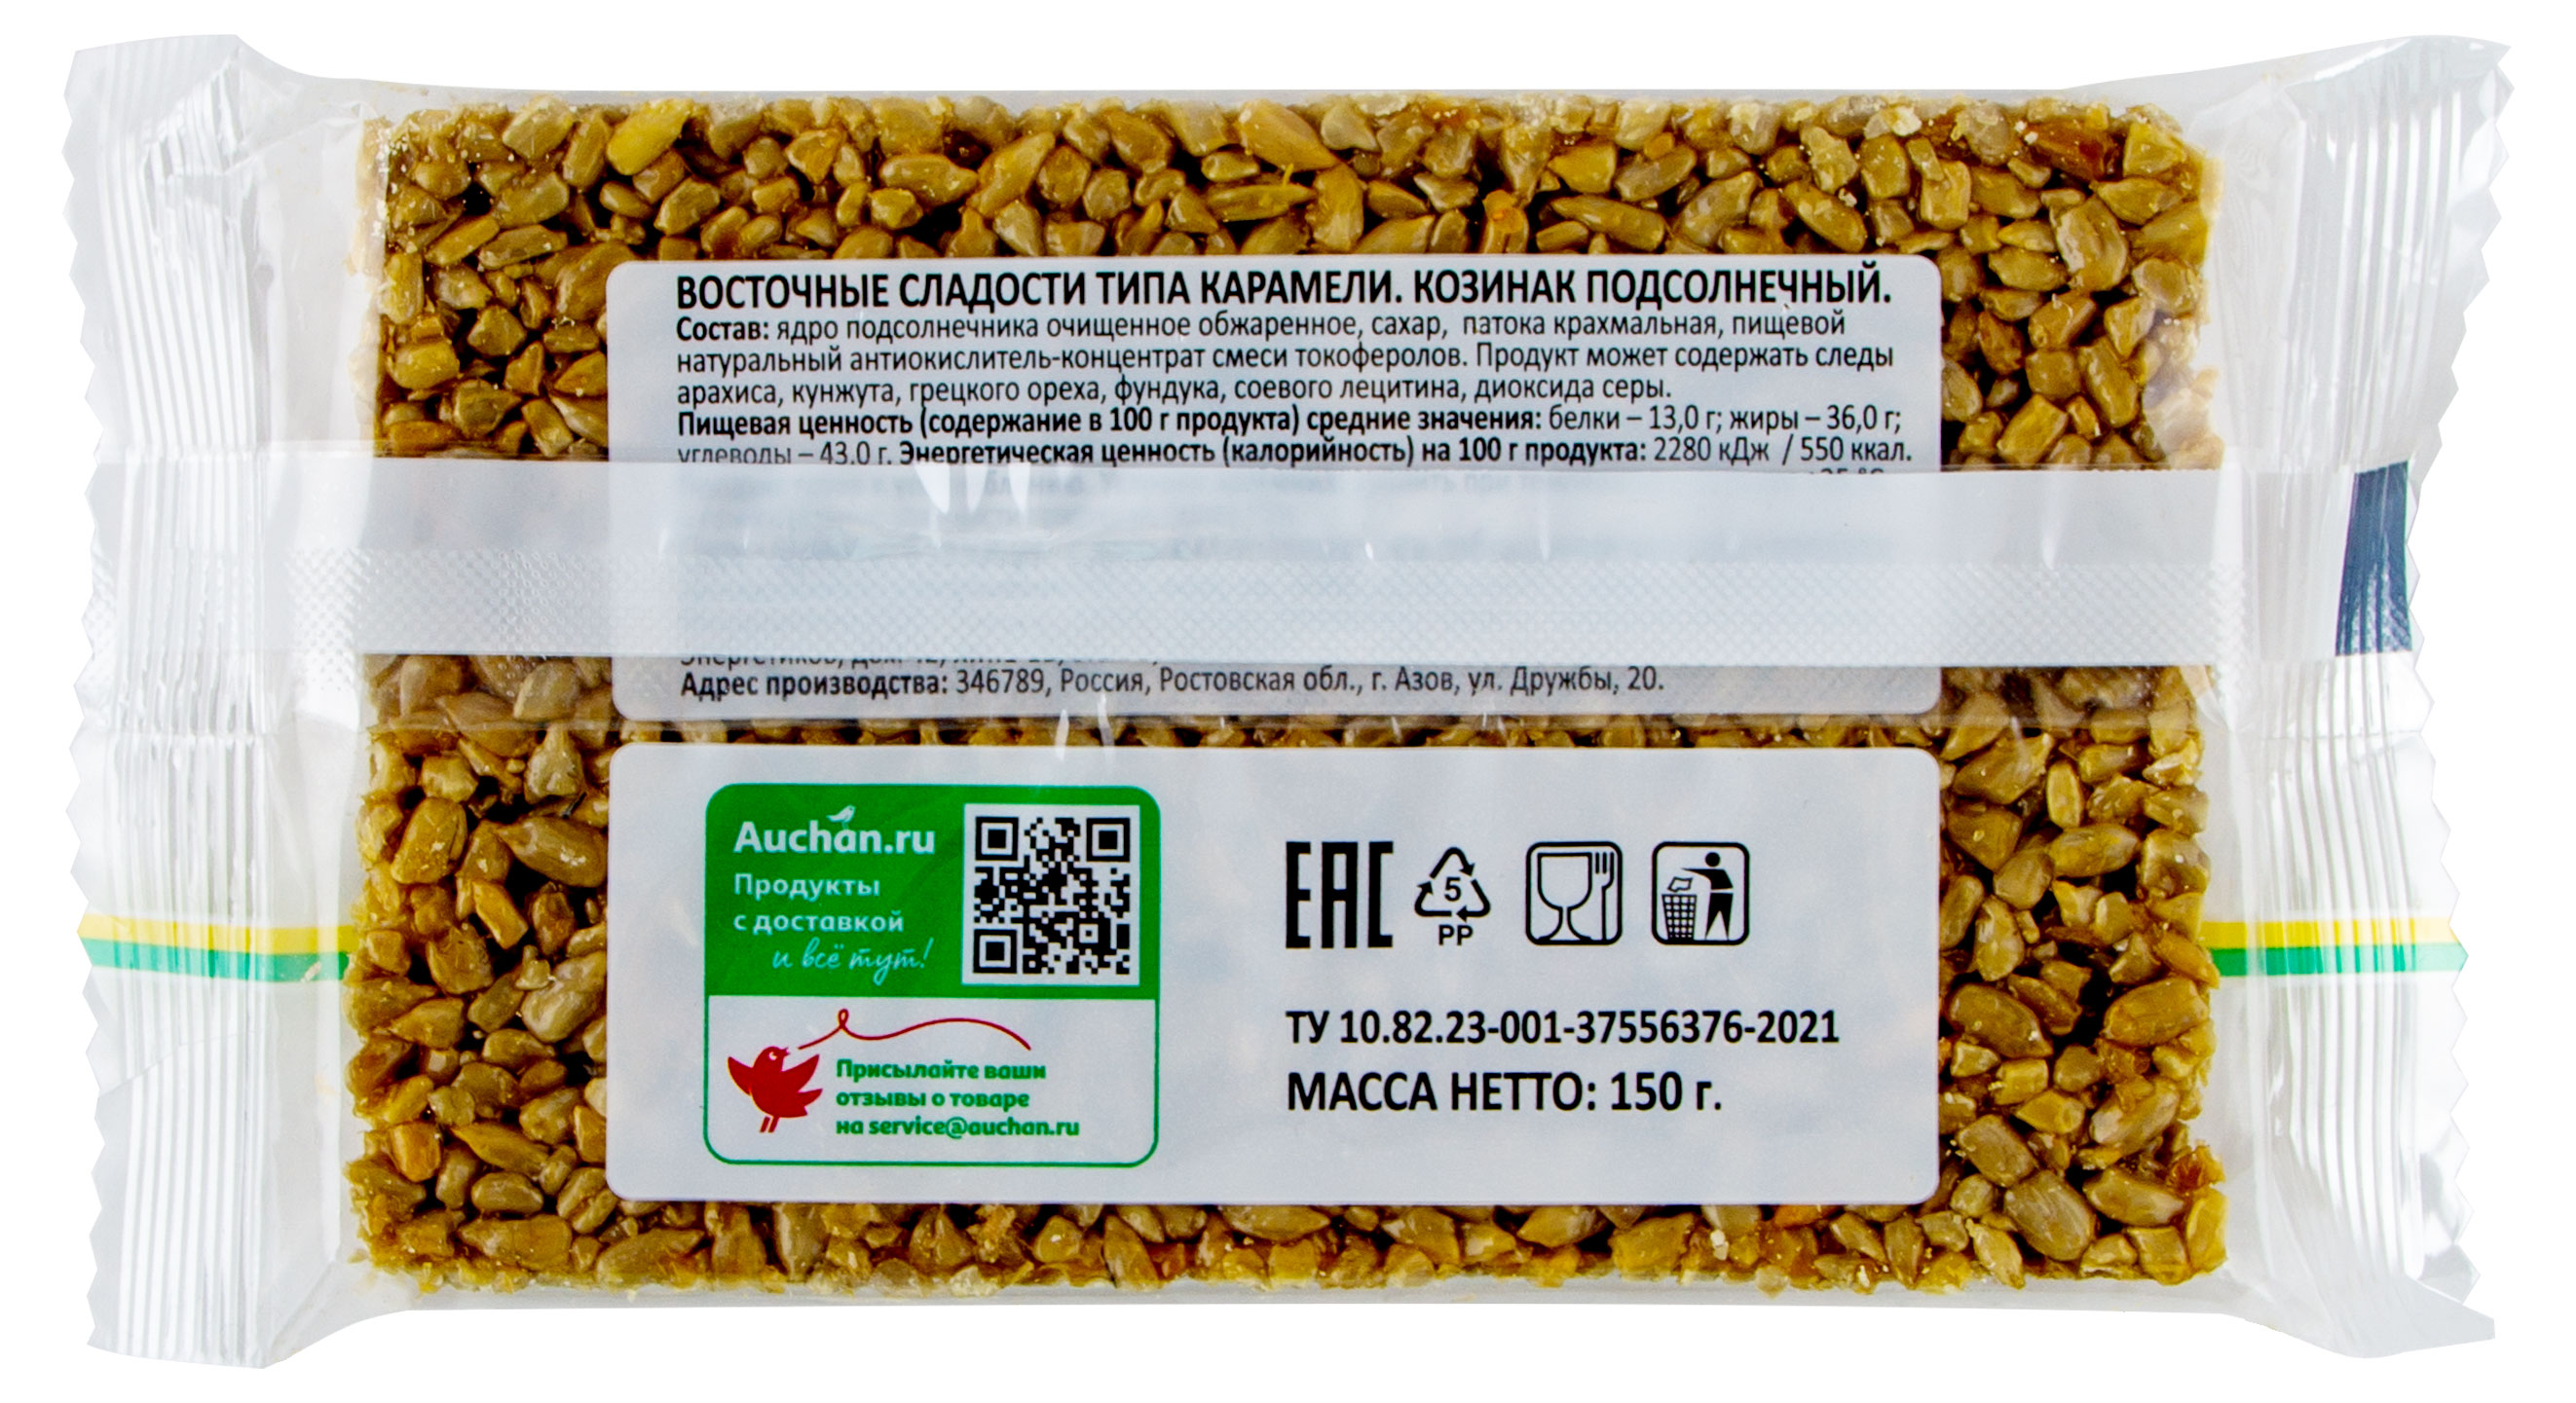 ВОСТОЧНЫЕ СЛАДОСТИ ТИПА КАРАМЕЛИ. КОЗИНАК ПОДСОЛНЕЧНЫЙ.
Состав: ядро подсолнечника очищенное обжаренное, сахар, патока крахмальная, пищевой
натуральный антиокислитель-концентрат смеси токоферолов. Продукт может содержать следы
арахиса, кунжута, грецкого ореха, фундука, соевого лецитина, диоксида серы.
Пищевая ценность (содержание в 100 г продукта) средние значения: белки – 13,0 г; жиры – 36,0 г;
углеводы – 43,0 г. Энергетическая ценность (калорийность) на 100 г продукта: 2280 кДж / 550 ккал.
Адрес производства: 346789, Россия, Ростовская обл., г. Азов, ул. Дружбы, 20.
Auchan.ru
Продукты
с доставкой
и всё тут!
Присылайте ваши
отзывы о товаре
на service@auchan.ru
EAC
5
PP
ТУ 10.82.23-001-37556376-2021
МАССА НЕТТО: 150 г.